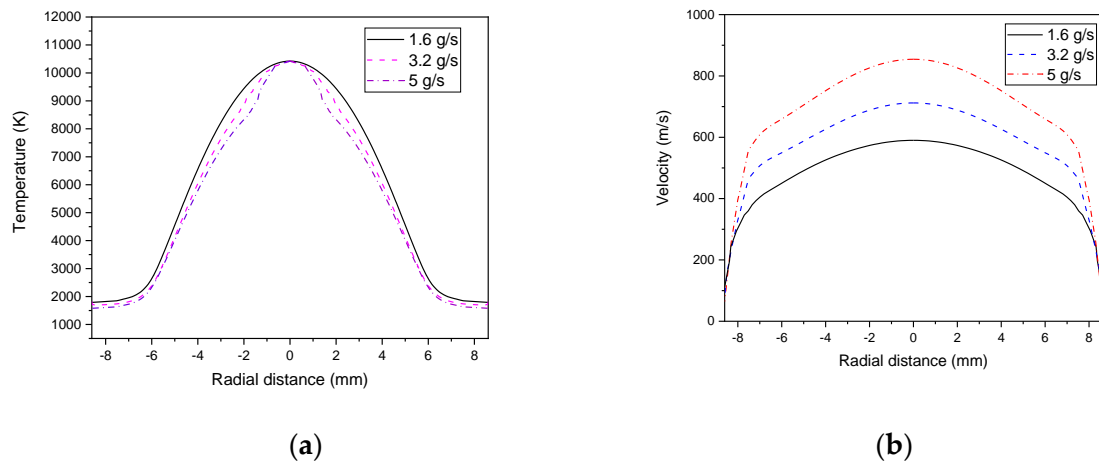 12000
11000
10000
9000
8000
7000
6000
5000
4000
3000
2000
1000
Temperature (K)
1.6 g/s
3.2 g/s
5 g/s
-8 -6 -4 -2 0 2 4 6 8
Radial distance (mm)
(a)
1000
800
600
400
200
0
Velocity (m/s)
1.6 g/s
3.2 g/s
5 g/s
-8 -6 -4 -2 0 2 4 6 8
Radial distance (mm)
(b)